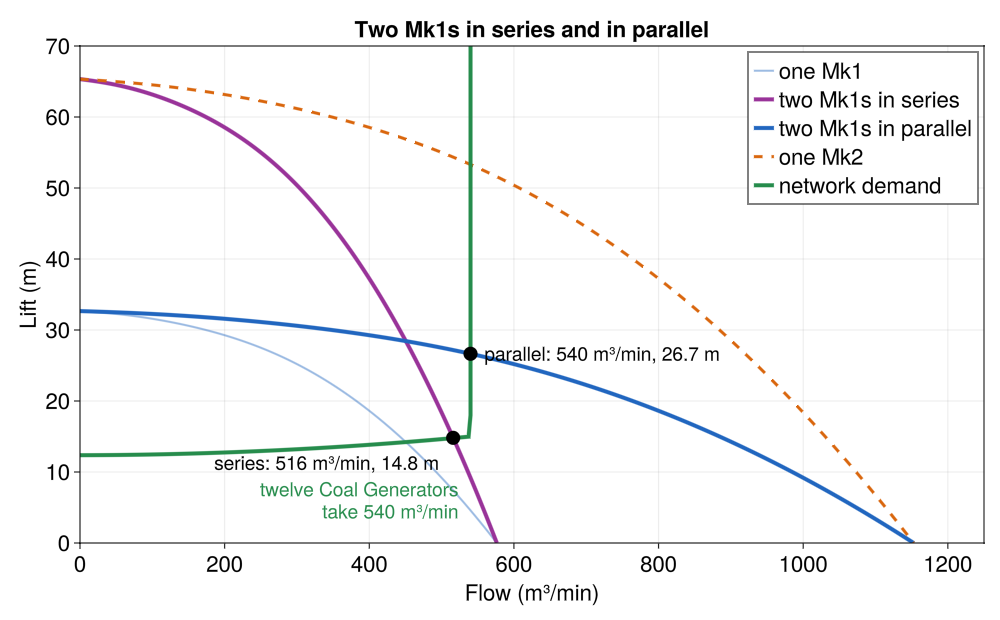 Two Mk1s in series and in parallel
70
60
50
40
30
20
10
0
Lift (m)
one Mk1
two Mk1s in series
two Mk1s in parallel
one Mk2
network demand
parallel: 540 m³/min, 26.7 m
series: 516 m³/min, 14.8 m
twelve Coal Generators
take 540 m³/min
0 200 400 600 800 1000 1200
Flow (m³/min)